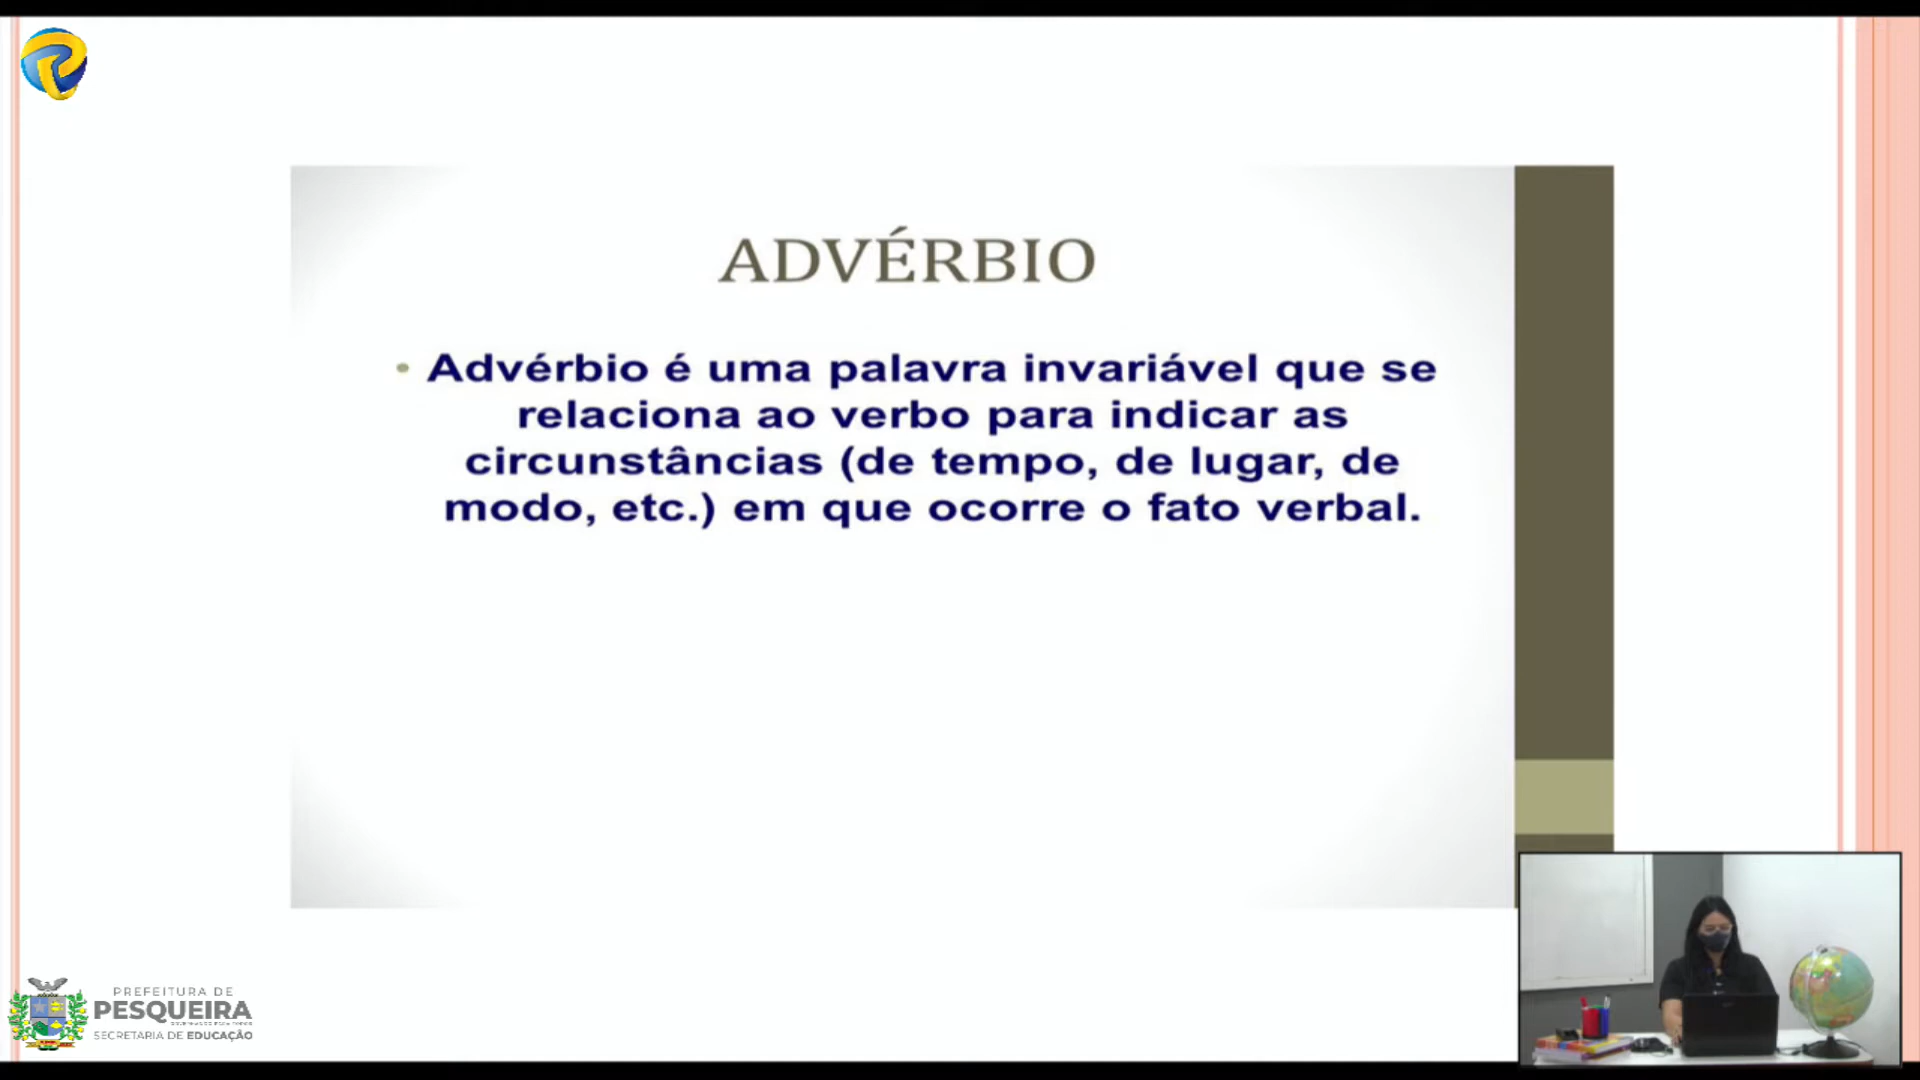 ADVÉRBIO
• Advérbio é uma palavra invariável que se
relaciona ao verbo para indicar as
circunstâncias (de tempo, de lugar, de
modo, etc.) em que ocorre o fato verbal.
PREFEITURA DE
PESQUEIRA
SECRETARIA DE EDUCAÇÃO